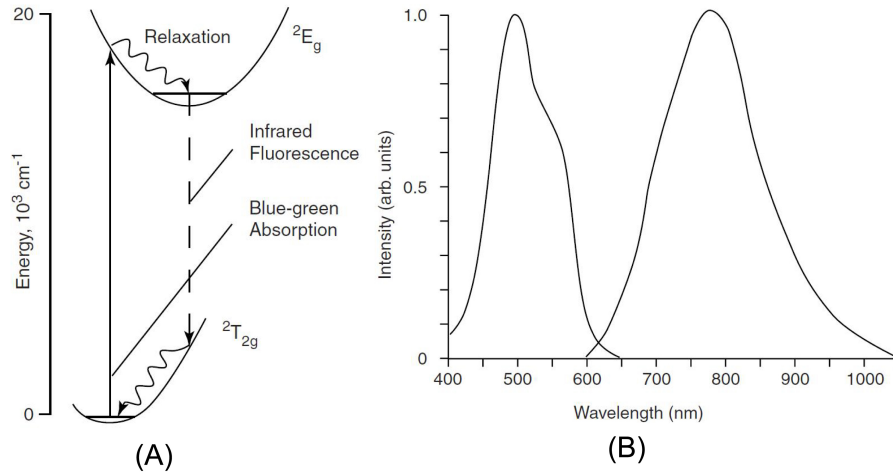 20
Energy, 10³ cm⁻¹
0
Relaxation
²E_g
Infrared
Fluorescence
Blue-green
Absorption
²T_2g
(A)
Intensity (arb. units)
1.0
0.5
0
400 500 600 700 800 900 1000
Wavelength (nm)
(B)